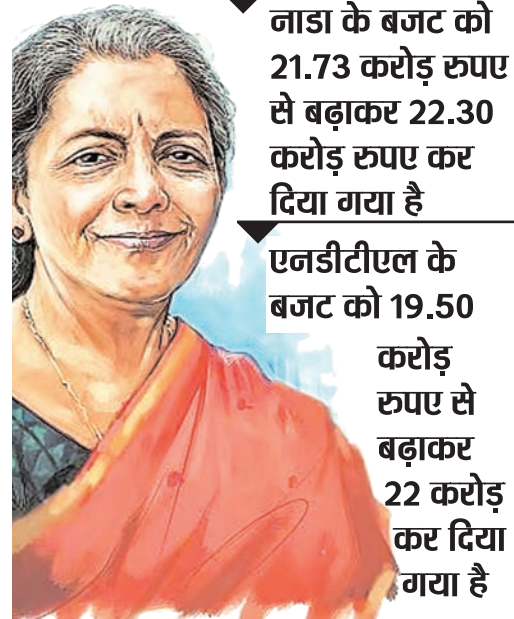 नाडा के बजट को
21.73 करोड़ रुपए
से बढ़ाकर 22.30
करोड़ रुपए कर
दिया गया है
एनडीटीएल के
बजट को 19.50
करोड़
रुपए से
बढ़ाकर
22 करोड़
कर दिया
गया है